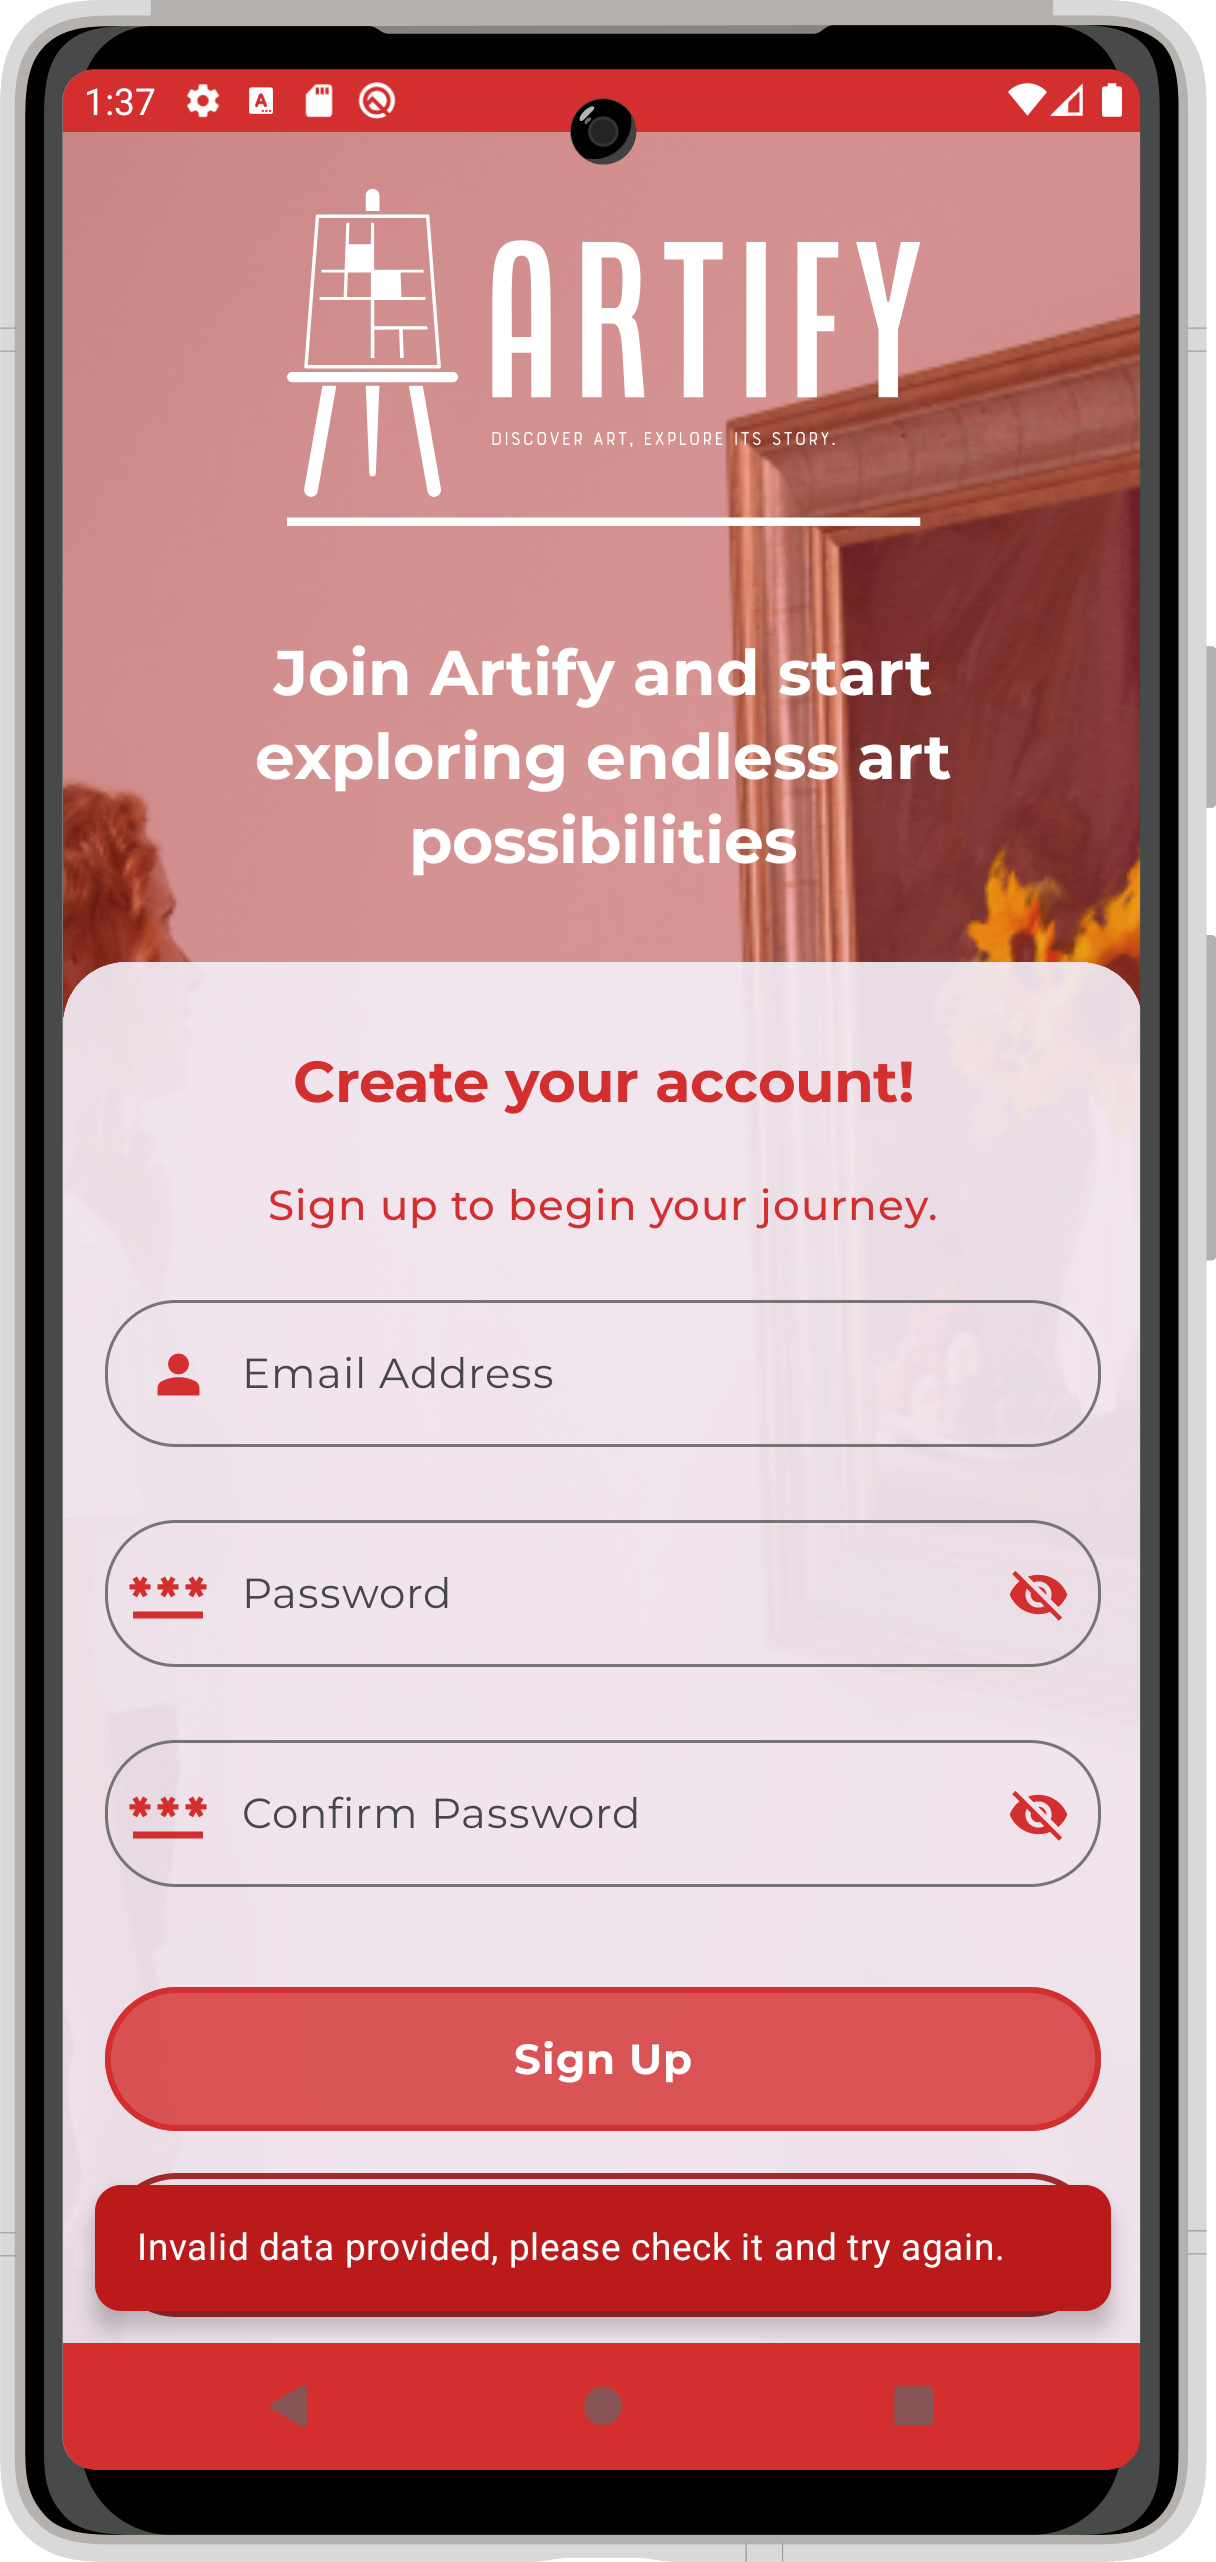 1:37
ARTIFY
DISCOVER ART, EXPLORE ITS STORY.
Join Artify and start
exploring endless art
possibilities
Create your account!
Sign up to begin your journey.
Email Address
*** Password
*** Confirm Password
Sign Up
Invalid data provided, please check it and try again.